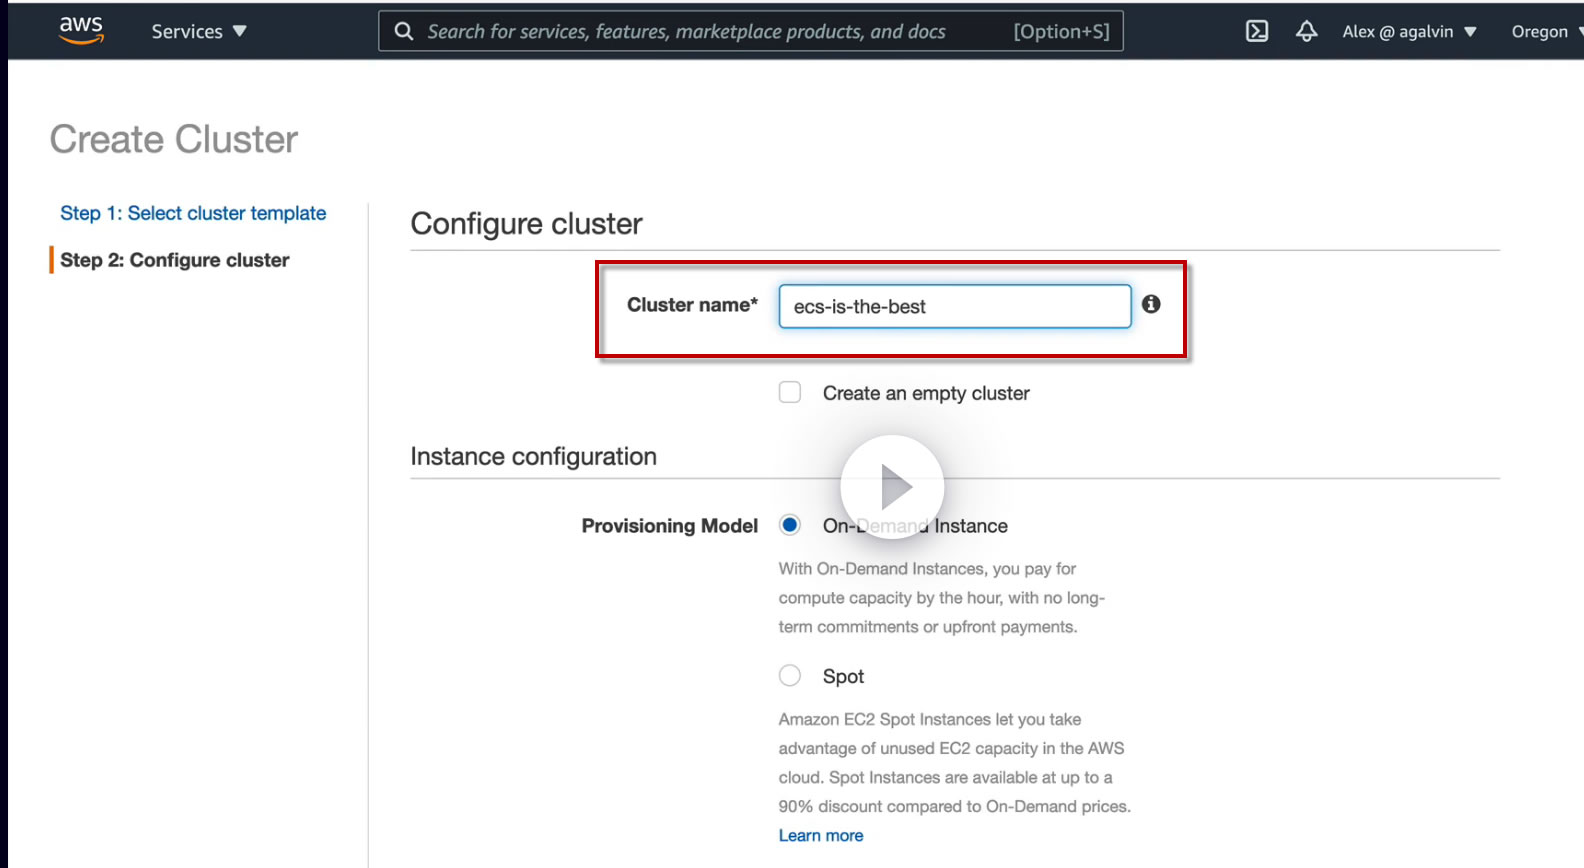 aws
Services
Search for services, features, marketplace products, and docs
[Option+S]
Alex @ agalvin
Oregon
Create Cluster
Step 1: Select cluster template
Step 2: Configure cluster
Configure cluster
Cluster name*
ecs-is-the-best
Create an empty cluster
Instance configuration
Provisioning Model
On-Demand Instance
With On-Demand Instances, you pay for
compute capacity by the hour, with no long-
term commitments or upfront payments.
Spot
Amazon EC2 Spot Instances let you take
advantage of unused EC2 capacity in the AWS
cloud. Spot Instances are available at up to a
90% discount compared to On-Demand prices.
Learn more